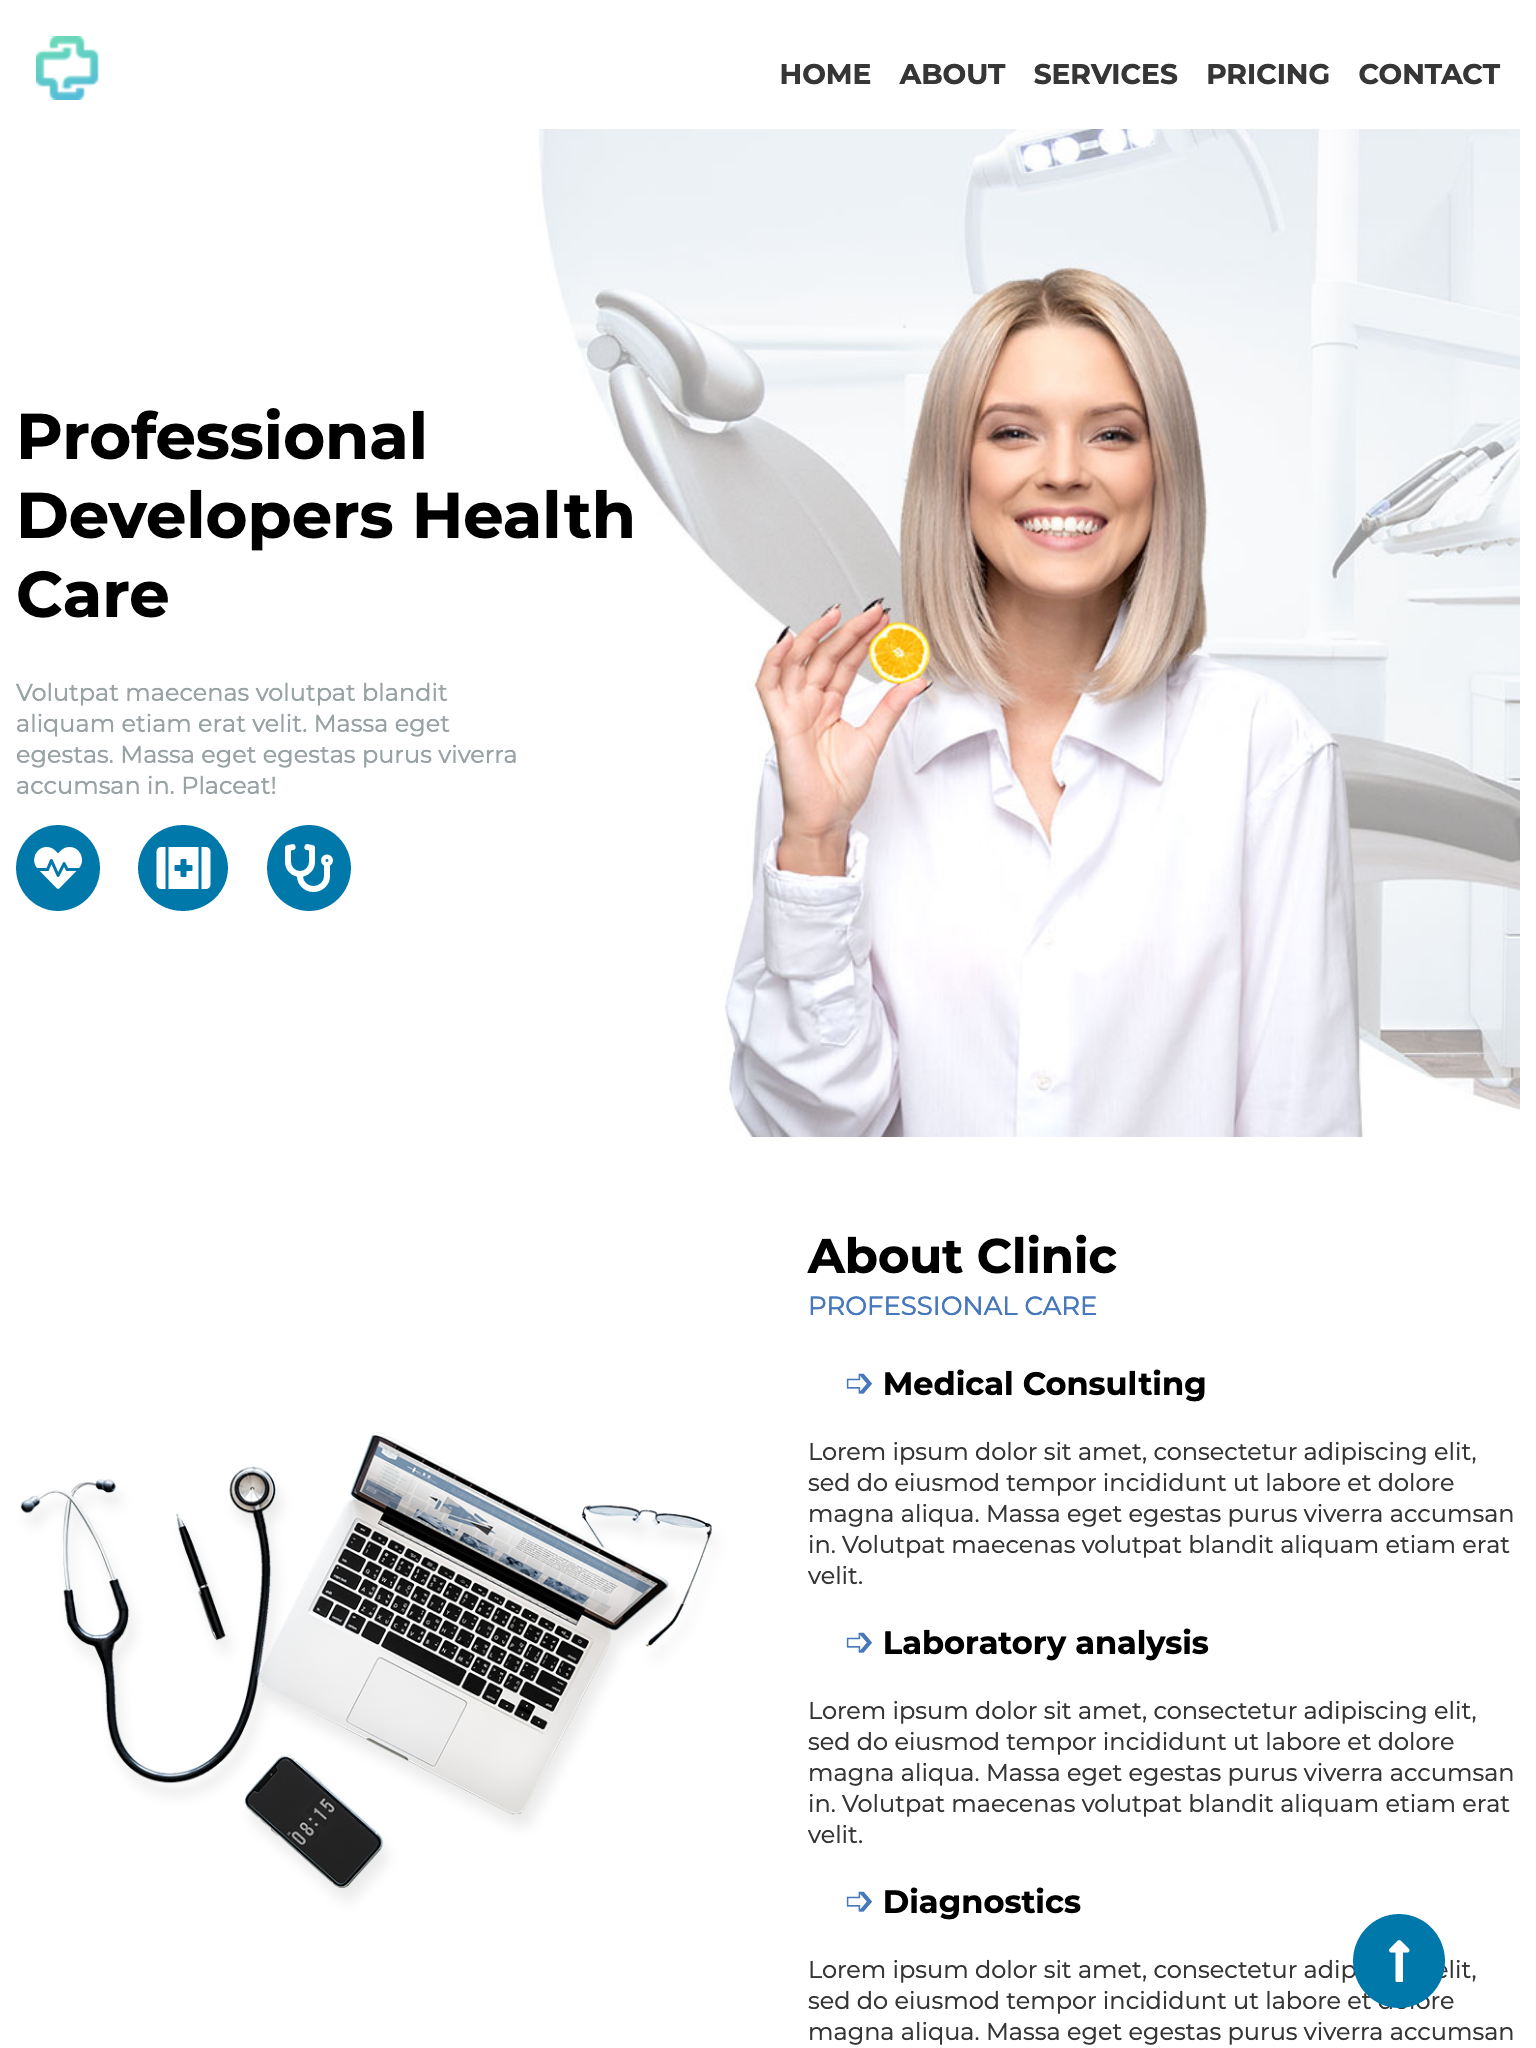 HOME ABOUT SERVICES PRICING CONTACT
Professional
Developers Health
Care
Volutpat maecenas volutpat blandit
aliquam etiam erat velit. Massa eget
egestas. Massa eget egestas purus viverra
accumsan in. Placeat!
About Clinic
PROFESSIONAL CARE
Medical Consulting
Lorem ipsum dolor sit amet, consectetur adipiscing elit,
sed do eiusmod tempor incididunt ut labore et dolore
magna aliqua. Massa eget egestas purus viverra accumsan
in. Volutpat maecenas volutpat blandit aliquam etiam erat
velit.
08:15
Laboratory analysis
Lorem ipsum dolor sit amet, consectetur adipiscing elit,
sed do eiusmod tempor incididunt ut labore et dolore
magna aliqua. Massa eget egestas purus viverra accumsan
in. Volutpat maecenas volutpat blandit aliquam etiam erat
velit.
Diagnostics
Lorem ipsum dolor sit amet, consectetur
sed do eiusmod tempor incididunt ut labore et
magna aliqua. Massa eget egestas purus viverra accumsan